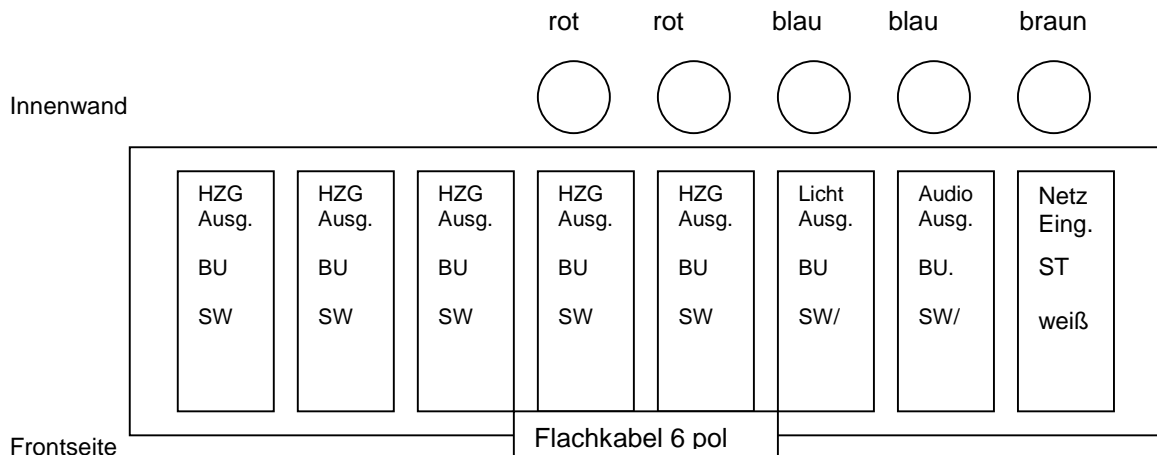 rot rot blau blau braun
Innenwand
HZG HZG HZG HZG HZG Licht Audio Netz
Ausg. Ausg. Ausg. Ausg. Ausg. Ausg. Ausg. Eing.
BU BU BU BU BU BU BU. ST
SW SW SW SW SW SW/ SW/ weiß
Flachkabel 6 pol
Frontseite